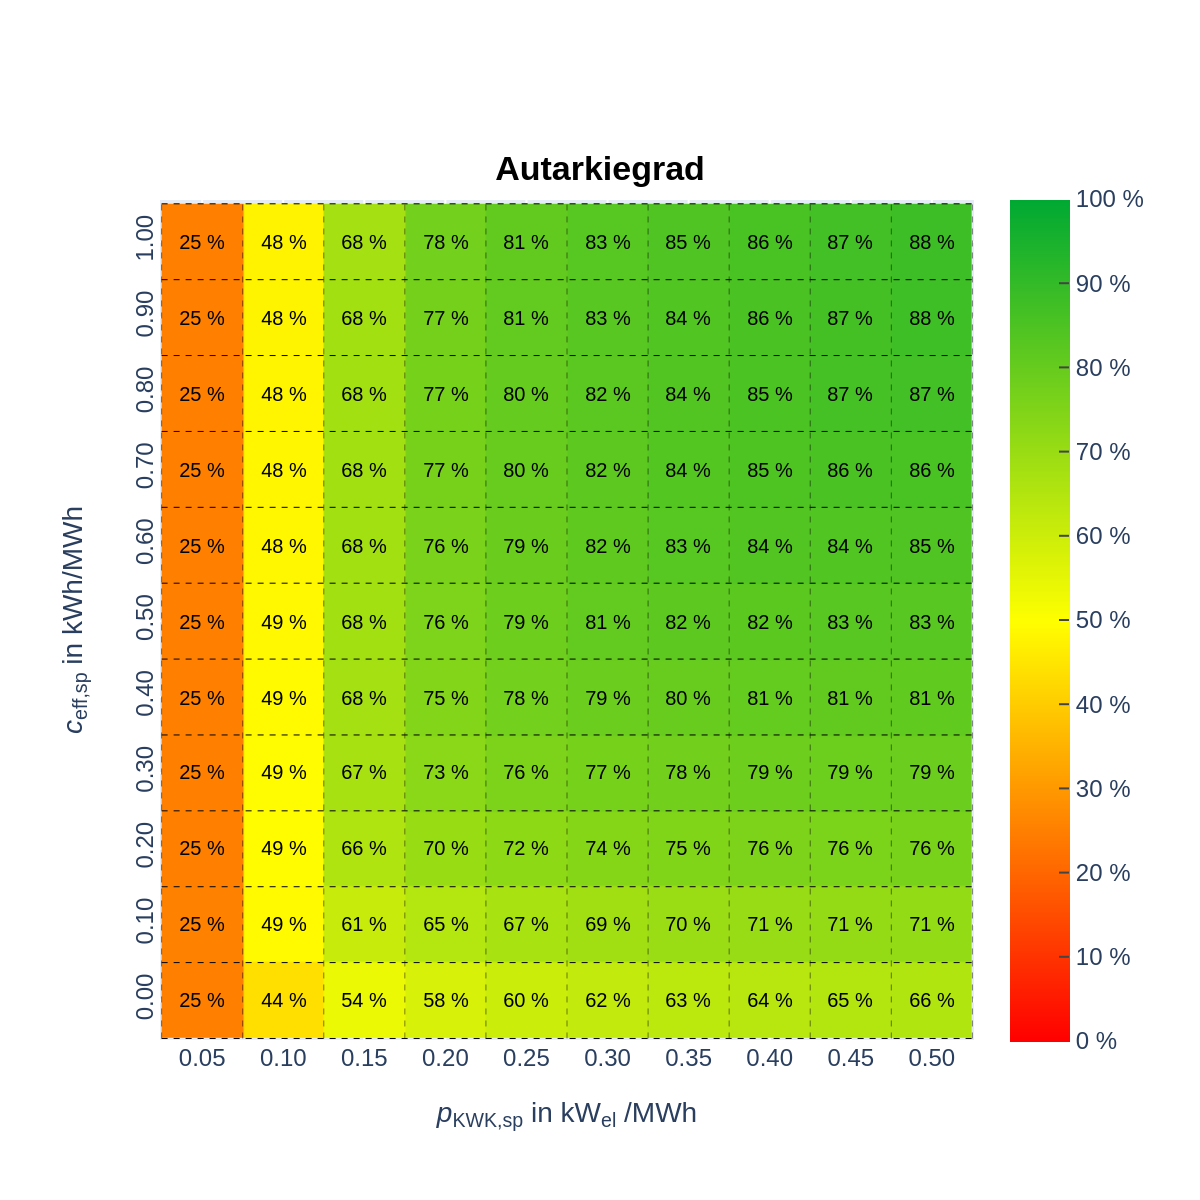 Autarkiegrad
100 %
1.00 25 % 48 % 68 % 78 % 81 % 83 % 85 % 86 % 87 % 88 %
90 %
0.90 25 % 48 % 68 % 77 % 81 % 83 % 84 % 86 % 87 % 88 %
80 %
0.80 25 % 48 % 68 % 77 % 80 % 82 % 84 % 85 % 87 % 87 %
70 %
0.70 25 % 48 % 68 % 77 % 80 % 82 % 84 % 85 % 86 % 86 %
60 %
0.60 25 % 48 % 68 % 76 % 79 % 82 % 83 % 84 % 84 % 85 %
50 %
0.50 25 % 49 % 68 % 76 % 79 % 81 % 82 % 82 % 83 % 83 %
40 %
0.40 25 % 49 % 68 % 75 % 78 % 79 % 80 % 81 % 81 % 81 %
0.30 25 % 49 % 67 % 73 % 76 % 77 % 78 % 79 % 79 % 79 %
30 %
0.20 25 % 49 % 66 % 70 % 72 % 74 % 75 % 76 % 76 % 76 %
20 %
0.10 25 % 49 % 61 % 65 % 67 % 69 % 70 % 71 % 71 % 71 %
10 %
0.00 25 % 44 % 54 % 58 % 60 % 62 % 63 % 64 % 65 % 66 %
0 %
0.05 0.10 0.15 0.20 0.25 0.30 0.35 0.40 0.45 0.50
c eff,sp in kWh/MWh
p KWK,sp in kW el /MWh